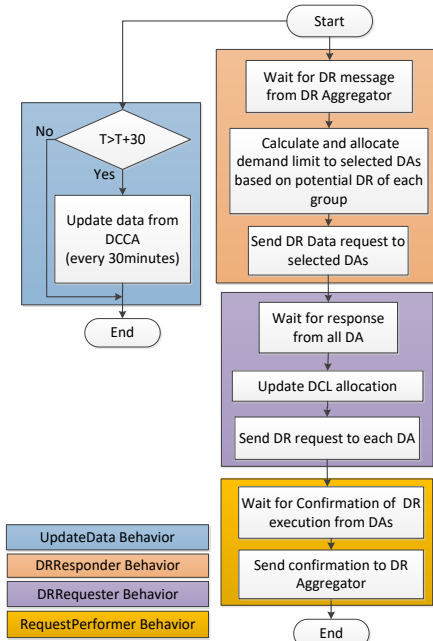 Start
Wait for DR message
from DR Aggregator
Calculate and allocate
demand limit to selected DAs
based on potential DR of each
group
Send DR Data request to
selected DAs
No
T>T+30
Yes
Update data from
DCCA
(every 30minutes)
End
Wait for response
from all DA
Update DCL allocation
Send DR request to each DA
Wait for Confirmation of DR
execution from DAs
Send confirmation to DR
Aggregator
End
UpdateData Behavior
DRResponder Behavior
DRRequester Behavior
RequestPerformer Behavior